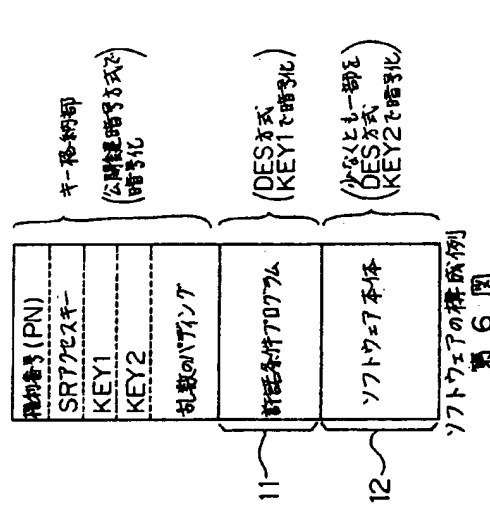 識別番号(PN)
SRアクセスキー
KEY1
KEY2
乱数のパディング
許諾条件プログラム
ソフトウェア本体
キー格納部
(公開鍵暗号方式で
暗号化
(DES方式
KEY1で暗号化)
(少なくとも一部を
DES方式
KEY2で暗号化)
11
12
ソフトウェアの構成例
第 6 図